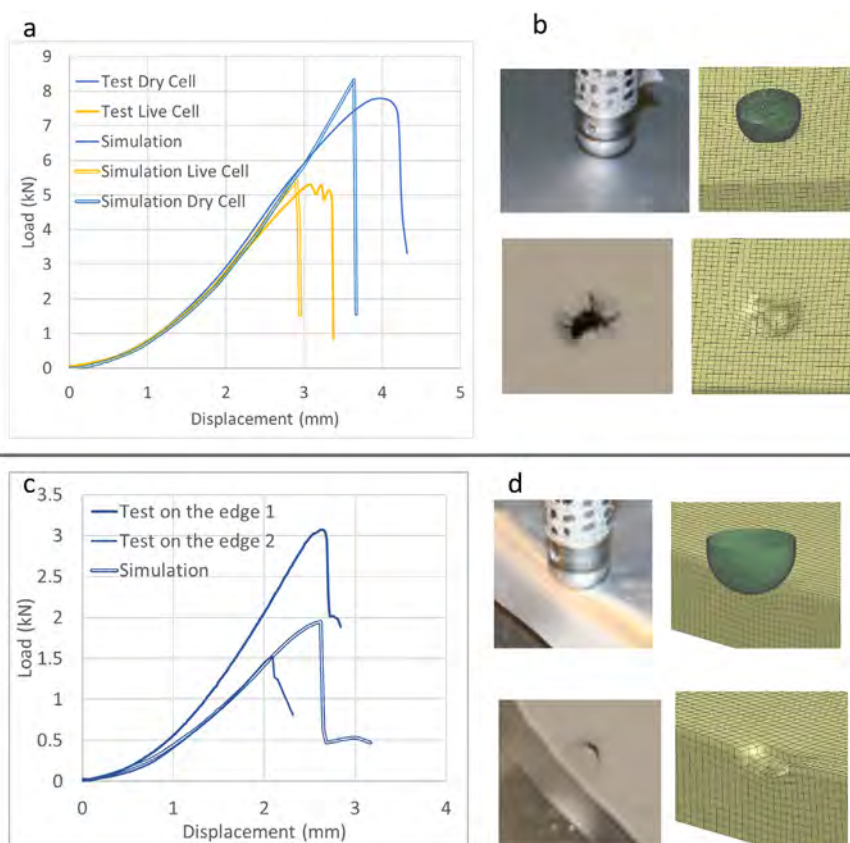 a
b
9
8
7
6
5
4
3
2
1
0
Load (kN)
Test Dry Cell
Test Live Cell
Simulation
Simulation Live Cell
Simulation Dry Cell
0 1 2 3 4 5
Displacement (mm)
c
d
3.5
3
2.5
2
1.5
1
0.5
0
Load (kN)
Test on the edge 1
Test on the edge 2
Simulation
0 1 2 3 4
Displacement (mm)